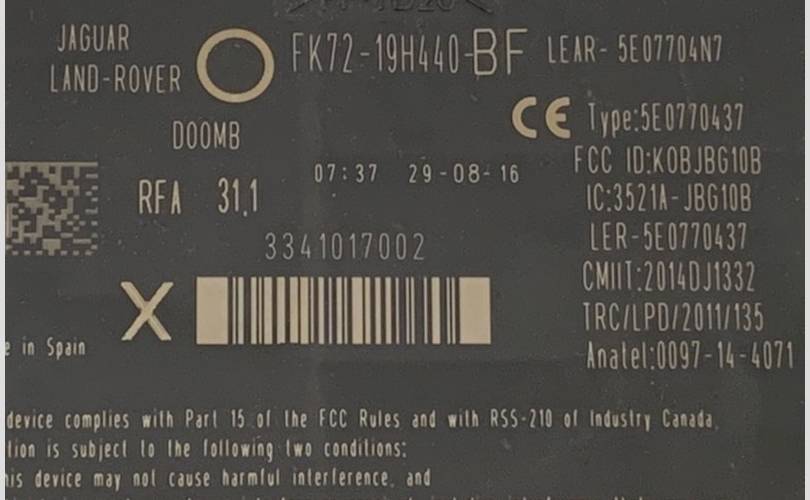 JAGUAR
LAND-ROVER
FK72-19H440-BF LEAR- 5E07704N7
DOOMB
CE Type:5E0770437
FCC ID:KOBJBG10B
IC:3521A-JBG10B
LER-5E0770437
CMIIT:2014DJ1332
TRC/LPD/2011/135
Anatel:0097-14-4071
RFA 31,1
07:37 29-08-16
3341017002
X
in Spain
device complies with Part 15 of the FCC Rules and with RSS-210 of Industry Canada
is subject to the following two conditions:
device may not cause harmful interference, and